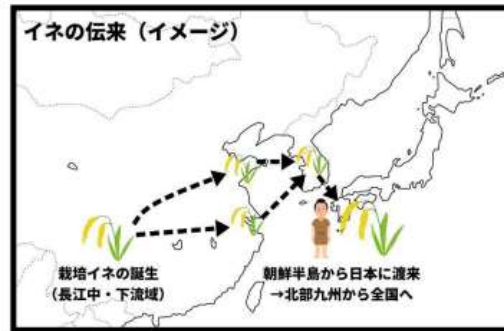 イネの伝来（イメージ）
栽培イネの誕生
（長江中・下流域）
朝鮮半島から日本に渡来
→北部九州から全国へ